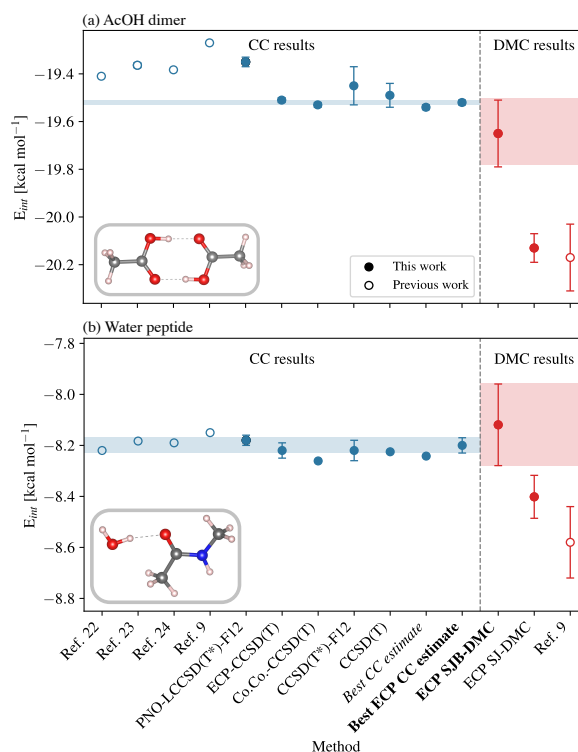 (a) AcOH dimer
CC results
DMC results
−19.4
−19.6
−19.8
−20.0
−20.2
E_int [kcal mol⁻¹]
This work
Previous work
(b) Water peptide
CC results
DMC results
−7.8
−8.0
−8.2
−8.4
−8.6
−8.8
E_int [kcal mol⁻¹]
Ref. 22
Ref. 23
Ref. 24
Ref. 9
PNO-LCCSD(T*)-F12
ECP-CCSD(T)
Co.Co.-CCSD(T)
CCSD(T*)-F12
CCSD(T)
Best CC estimate
Best ECP CC estimate
ECP SJB-DMC
ECP SJ-DMC
Ref. 9
Method